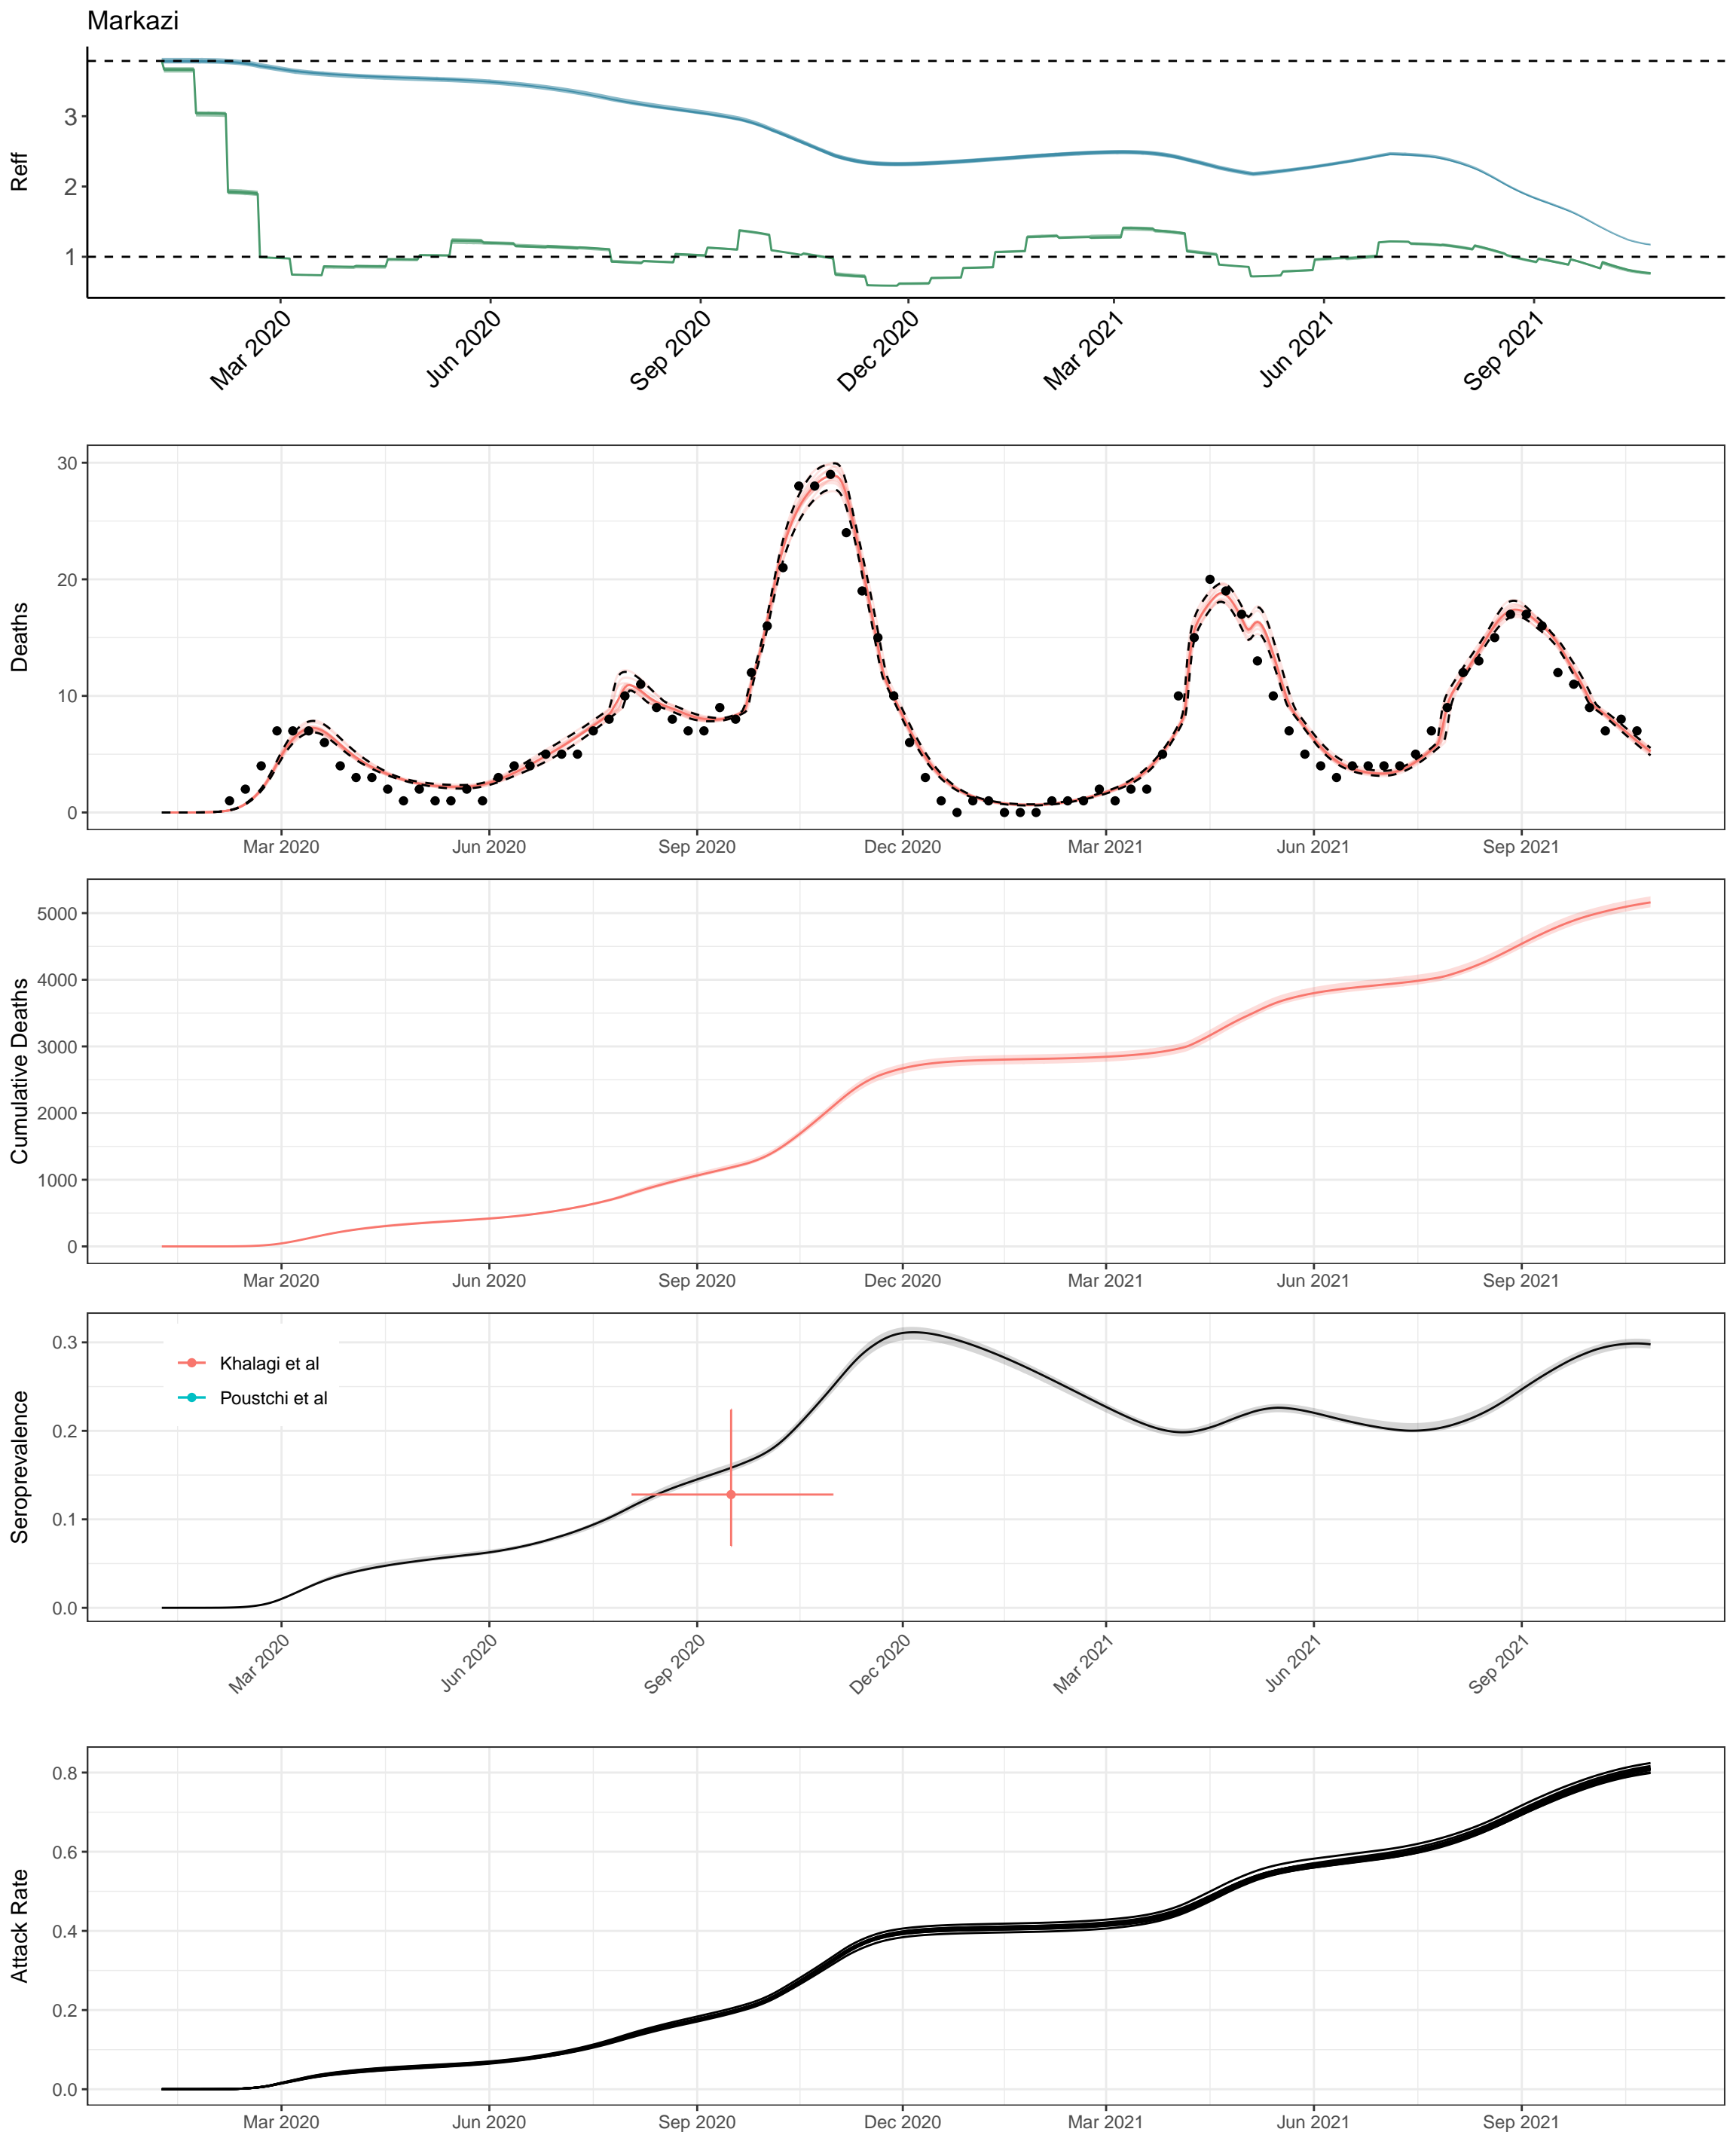 Markazi
Reff
3
2
1
Mar 2020
Jun 2020
Sep 2020
Dec 2020
Mar 2021
Jun 2021
Sep 2021
Deaths
30
20
10
0
Mar 2020
Jun 2020
Sep 2020
Dec 2020
Mar 2021
Jun 2021
Sep 2021
Cumulative Deaths
5000
4000
3000
2000
1000
0
Mar 2020
Jun 2020
Sep 2020
Dec 2020
Mar 2021
Jun 2021
Sep 2021
Seroprevalence
0.3
0.2
0.1
0.0
Khalagi et al
Poustchi et al
Mar 2020
Jun 2020
Sep 2020
Dec 2020
Mar 2021
Jun 2021
Sep 2021
Attack Rate
0.8
0.6
0.4
0.2
0.0
Mar 2020
Jun 2020
Sep 2020
Dec 2020
Mar 2021
Jun 2021
Sep 2021